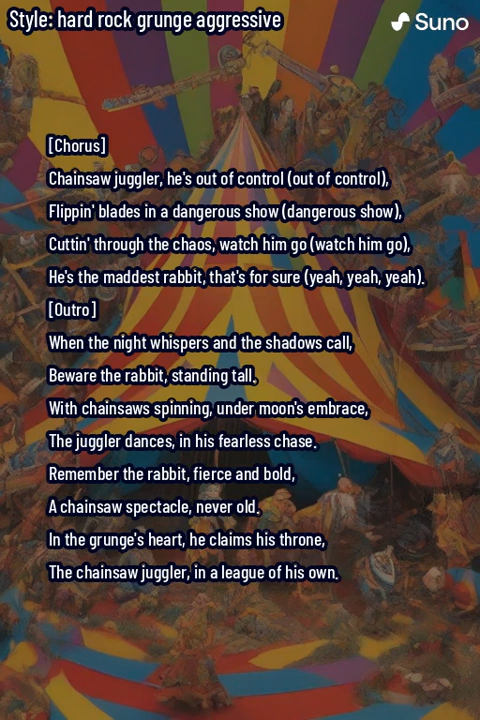 Style: hard rock grunge aggressive
Suno
[Chorus]
Chainsaw juggler, he's out of control (out of control),
Flippin' blades in a dangerous show (dangerous show),
Cuttin' through the chaos, watch him go (watch him go),
He's the maddest rabbit, that's for sure (yeah, yeah, yeah).
[Outro]
When the night whispers and the shadows call,
Beware the rabbit, standing tall.
With chainsaws spinning, under moon's embrace,
The juggler dances, in his fearless chase.
Remember the rabbit, fierce and bold,
A chainsaw spectacle, never old.
In the grunge's heart, he claims his throne,
The chainsaw juggler, in a league of his own.